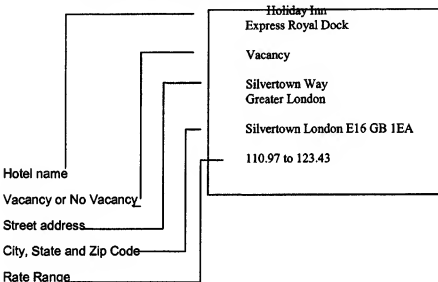 Holiday Inn
Express Royal Dock
Vacancy
Silvertown Way
Greater London
Silvertown London E16 GB 1EA
110.97 to 123.43
Hotel name
Vacancy or No Vacancy
Street address
City, State and Zip Code
Rate Range